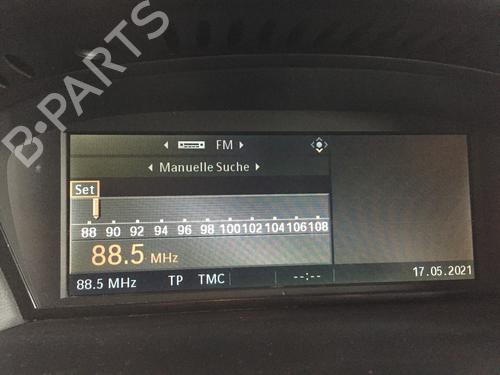 B-PARTS
FM
Manuelle Suche
Set
88 90 92 94 96 98 100 102 104 106 108
88.5 MHz
88.5 MHz TP TMC --:-- 17.05.2021